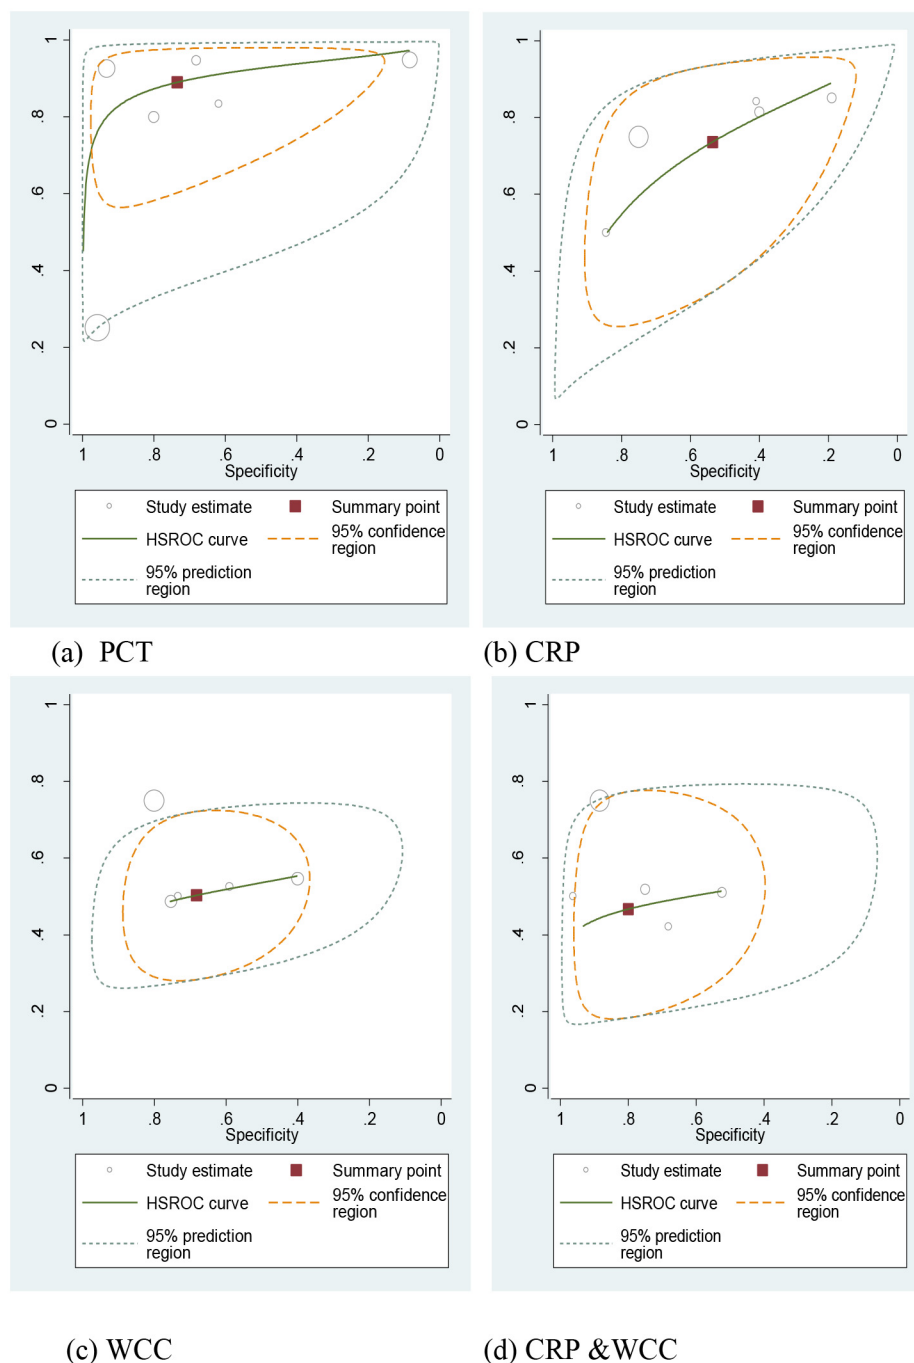 1
.8
.6
.4
.2
0
1 .8 .6 .4 .2 0
Specificity
Study estimate Summary point
HSROC curve 95% confidence
region
95% prediction
region
(a) PCT
1
.8
.6
.4
.2
0
1 .8 .6 .4 .2 0
Specificity
Study estimate Summary point
HSROC curve 95% confidence
region
95% prediction
region
(b) CRP
1
.8
.6
.4
.2
0
1 .8 .6 .4 .2 0
Specificity
Study estimate Summary point
HSROC curve 95% confidence
region
95% prediction
region
(c) WCC
1
.8
.6
.4
.2
0
1 .8 .6 .4 .2 0
Specificity
Study estimate Summary point
HSROC curve 95% confidence
region
95% prediction
region
(d) CRP &WCC